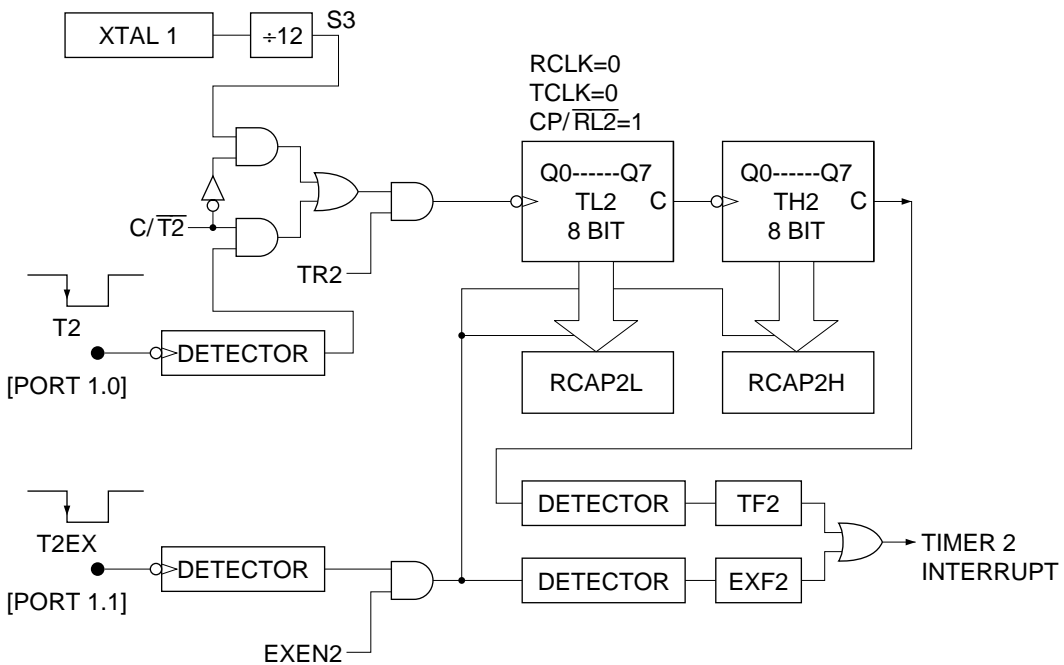 S3
XTAL 1
÷12
RCLK=0
TCLK=0
CP/R̅L̅2̅=1
Q0------Q7
TL2
C
8 BIT
Q0------Q7
TH2
C
8 BIT
C/T̅2̅
TR2
T2
DETECTOR
[PORT 1.0]
RCAP2L
RCAP2H
T2EX
DETECTOR
[PORT 1.1]
EXEN2
DETECTOR
TF2
DETECTOR
EXF2
TIMER 2
INTERRUPT